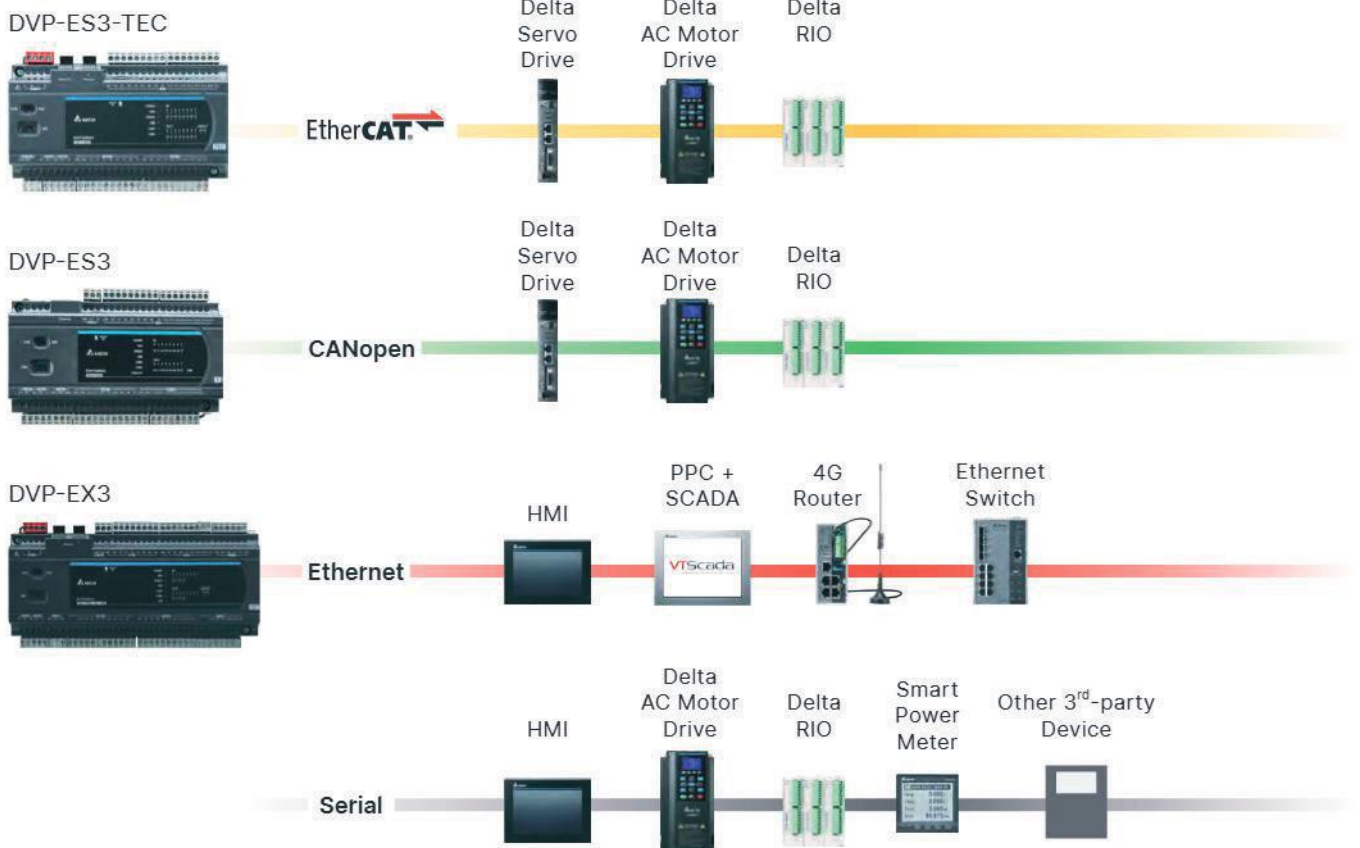 DVP-ES3-TEC
Delta
Servo
Drive
Delta
AC Motor
Drive
Delta
RIO
EtherCAT®
DVP-ES3
Delta
Servo
Drive
Delta
AC Motor
Drive
Delta
RIO
CANopen
DVP-EX3
HMI
PPC +
SCADA
4G
Router
Ethernet
Switch
Ethernet
VTScada
HMI
Delta
AC Motor
Drive
Delta
RIO
Smart
Power
Meter
Other 3rd-party
Device
Serial